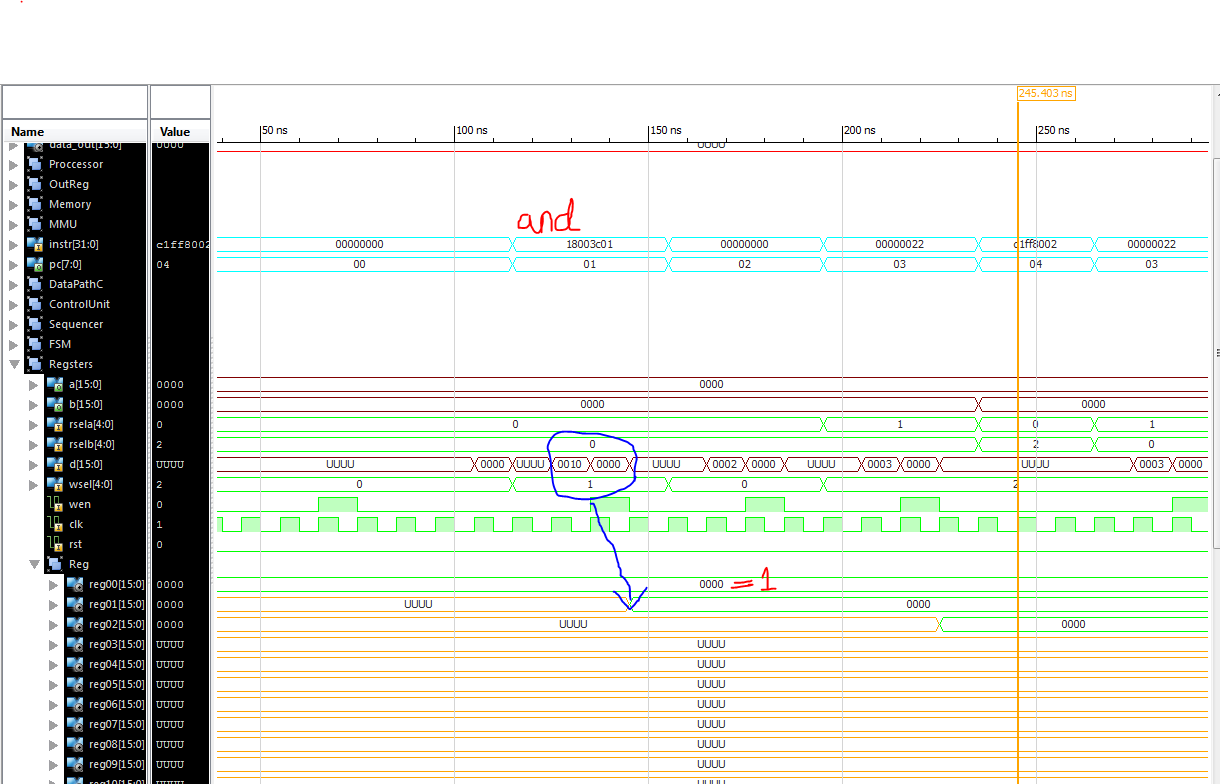 245.403 ns
Name Value 50 ns 100 ns 150 ns 200 ns 250 ns
data_out[15:0] UUUU UUUU
Proccessor
OutReg
Memory
and
MMU
instr[31:0] c1ff8002 00000000 18003c01 00000000 00000022 c1ff8002 00000022
pc[7:0] 04 00 01 02 03 04 03
DataPathC
ControlUnit
Sequencer
FSM
Regsters
a[15:0] 0000 0000
b[15:0] 0000 0000 0000
rsela[4:0] 0 0 1 0 1
rselb[4:0] 2 0 2 0
d[15:0] UUUU UUUU 0000 UUUU 0010 0000 UUUU 0002 0000 UUUU 0003 0000 UUUU 0003 0000
wsel[4:0] 2 0 1 0 2
wen 0
clk 1
rst 0
Reg
reg00[15:0] 0000 0000 = 1
reg01[15:0] 0000 UUUU 0000
reg02[15:0] 0000 UUUU 0000
reg03[15:0] UUUU UUUU
reg04[15:0] UUUU UUUU
reg05[15:0] UUUU UUUU
reg06[15:0] UUUU UUUU
reg07[15:0] UUUU UUUU
reg08[15:0] UUUU UUUU
reg09[15:0] UUUU UUUU